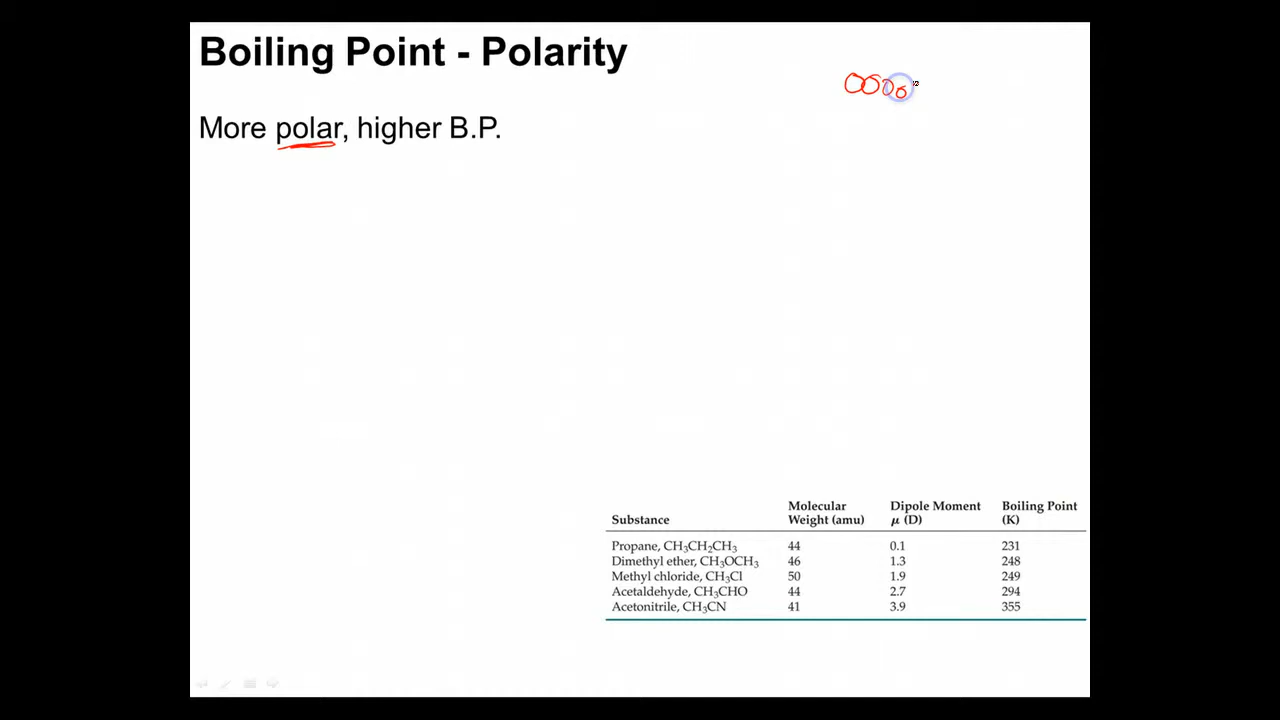 Boiling Point - Polarity
More polar, higher B.P.
Substance Molecular Weight (amu) Dipole Moment μ (D) Boiling Point (K)
Propane, CH₃CH₂CH₃ 44 0.1 231
Dimethyl ether, CH₃OCH₃ 46 1.3 248
Methyl chloride, CH₃Cl 50 1.9 249
Acetaldehyde, CH₃CHO 44 2.7 294
Acetonitrile, CH₃CN 41 3.9 355